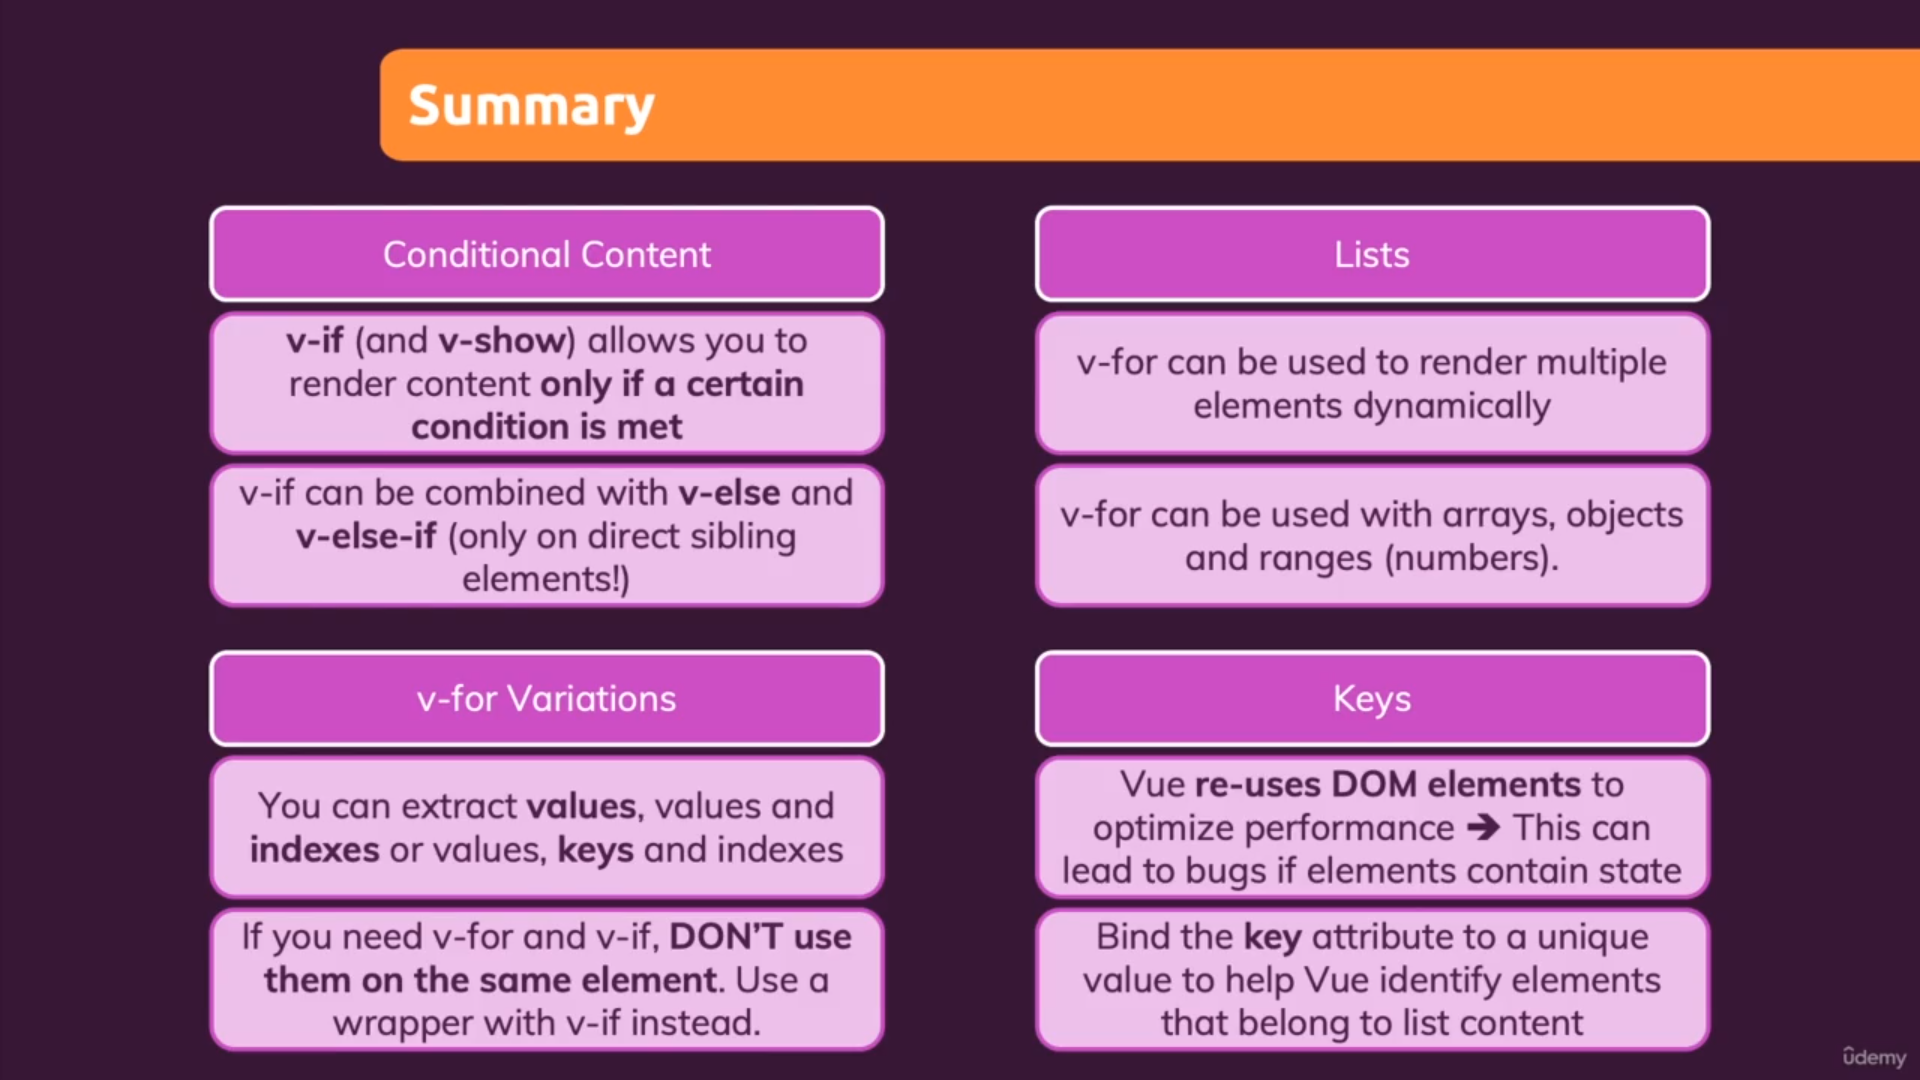 Summary
Conditional Content
v-if (and v-show) allows you to
render content only if a certain
condition is met
v-if can be combined with v-else and
v-else-if (only on direct sibling
elements!)
Lists
v-for can be used to render multiple
elements dynamically
v-for can be used with arrays, objects
and ranges (numbers).
v-for Variations
You can extract values, values and
indexes or values, keys and indexes
If you need v-for and v-if, DON’T use
them on the same element. Use a
wrapper with v-if instead.
Keys
Vue re-uses DOM elements to
optimize performance ➔ This can
lead to bugs if elements contain state
Bind the key attribute to a unique
value to help Vue identify elements
that belong to list content
ûdemy